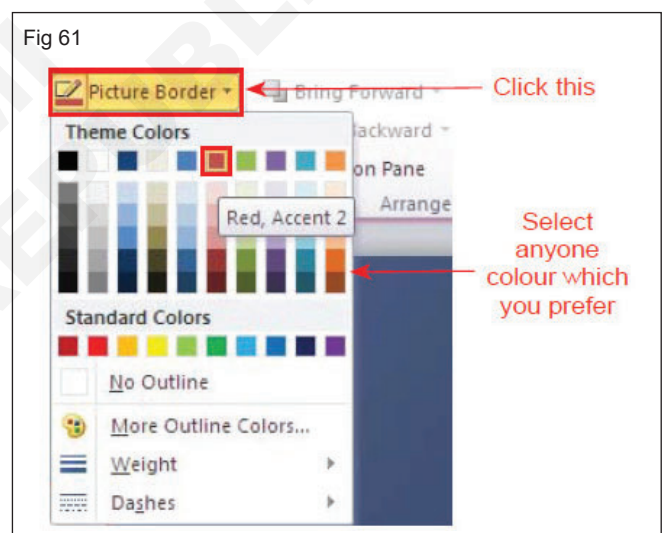 Fig 61
Picture Border
Bring Forward
Click this
Theme Colors
Backward
on Pane
Red, Accent 2
Arrange
Select
anyone
colour which
you prefer
Standard Colors
No Outline
More Outline Colors...
Weight
Dashes